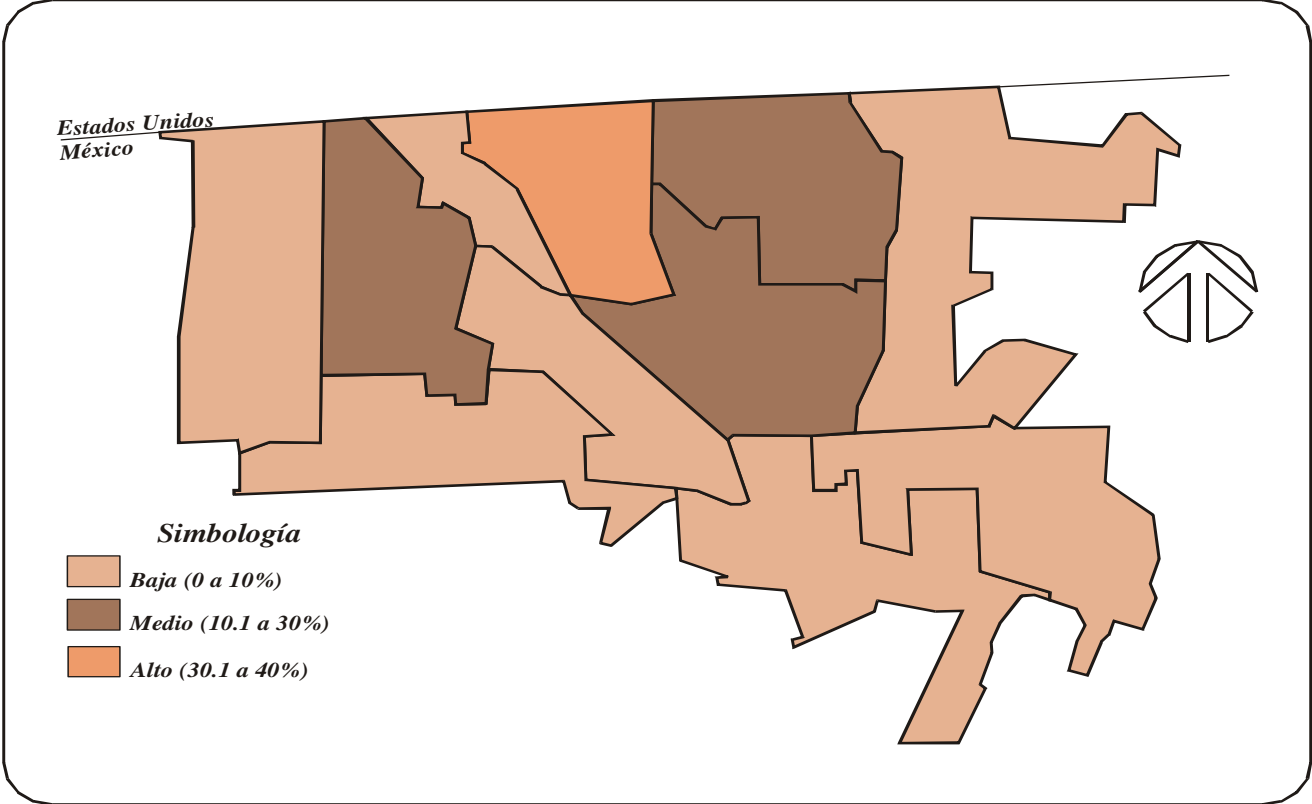 Estados Unidos
México
Simbología
Baja (0 a 10%)
Medio (10.1 a 30%)
Alto (30.1 a 40%)